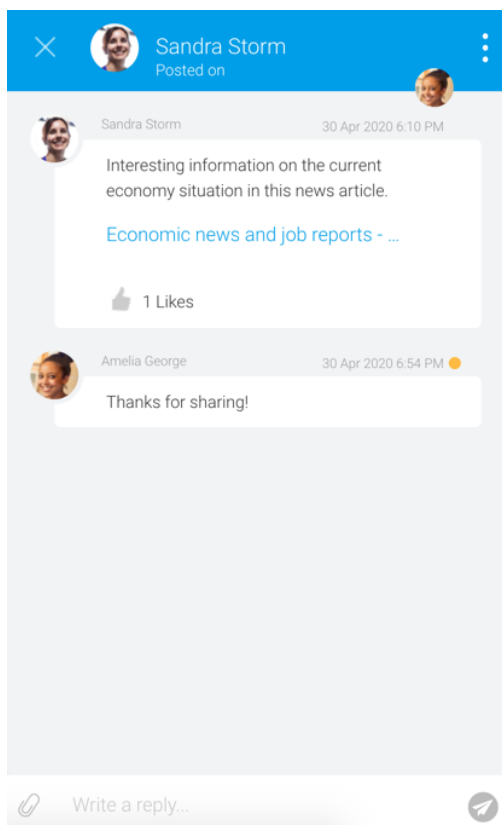 Sandra Storm
Posted on
Sandra Storm
30 Apr 2020 6:10 PM
Interesting information on the current
economy situation in this news article.
Economic news and job reports - ...
1 Likes
Amelia George
30 Apr 2020 6:54 PM
Thanks for sharing!
Write a reply...